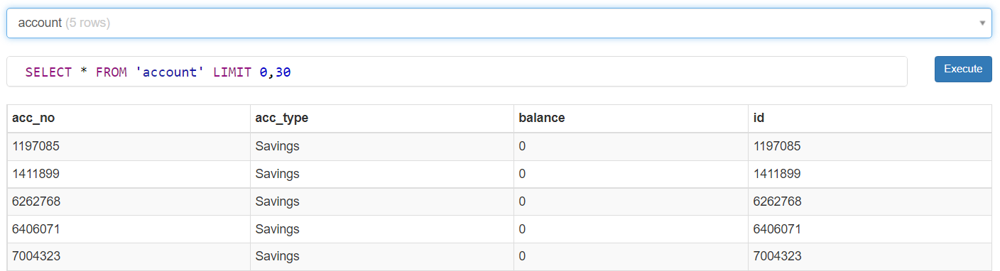 account (5 rows)
SELECT * FROM 'account' LIMIT 0,30
Execute
acc_no acc_type balance id
1197085 Savings 0 1197085
1411899 Savings 0 1411899
6262768 Savings 0 6262768
6406071 Savings 0 6406071
7004323 Savings 0 7004323